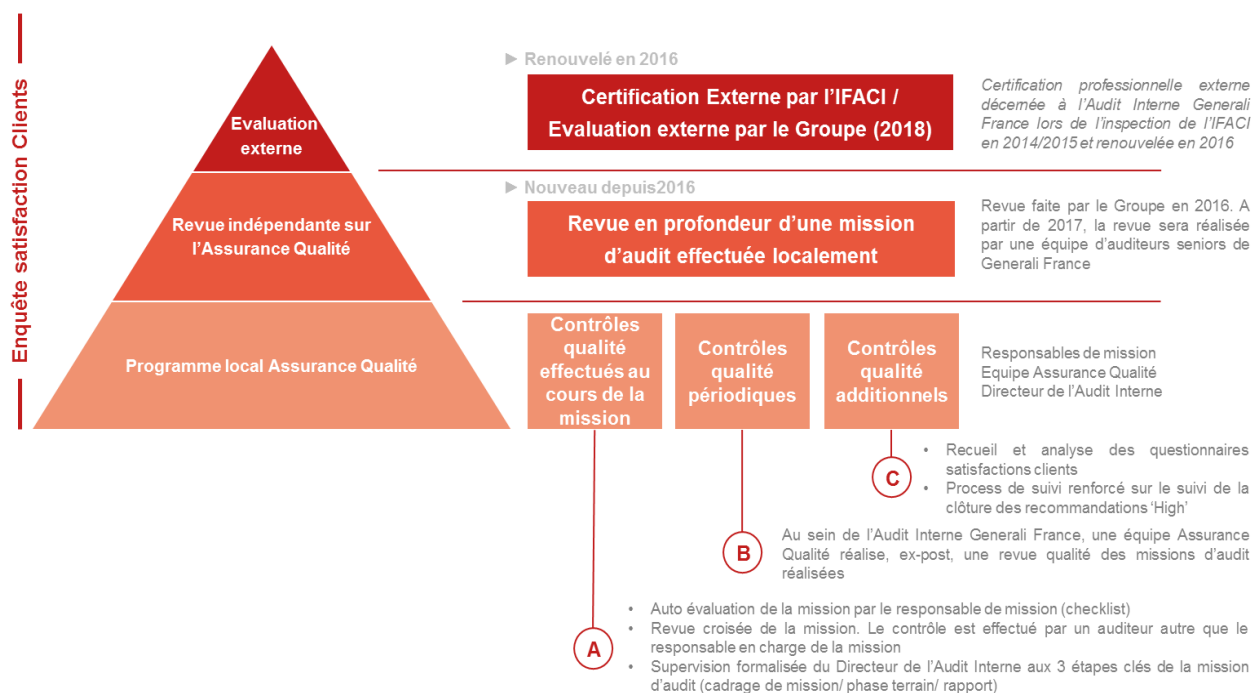 Enquête satisfaction Clients
Evaluation
externe
Revue indépendante sur
l’Assurance Qualité
Programme local Assurance Qualité
► Renouvelé en 2016
Certification Externe par l’IFACI /
Evaluation externe par le Groupe (2018)
Certification professionnelle externe
décernée à l’Audit Interne Generali
France lors de l’inspection de l’IFACI
en 2014/2015 et renouvelée en 2016
► Nouveau depuis2016
Revue en profondeur d’une mission
d’audit effectuée localement
Revue faite par le Groupe en 2016. A
partir de 2017, la revue sera réalisée
par une équipe d’auditeurs seniors de
Generali France
Contrôles
qualité
effectués au
cours de la
mission
Contrôles
qualité
périodiques
Contrôles
qualité
additionnels
Responsables de mission
Equipe Assurance Qualité
Directeur de l’Audit Interne
C
• Recueil et analyse des questionnaires
satisfactions clients
• Process de suivi renforcé sur le suivi de la
clôture des recommandations ‘High’
B
Au sein de l’Audit Interne Generali France, une équipe Assurance
Qualité réalise, ex-post, une revue qualité des missions d’audit
réalisées
A
• Auto évaluation de la mission par le responsable de mission (checklist)
• Revue croisée de la mission. Le contrôle est effectué par un auditeur autre que le
responsable en charge de la mission
• Supervision formalisée du Directeur de l’Audit Interne aux 3 étapes clés de la mission
d’audit (cadrage de mission/ phase terrain/ rapport)